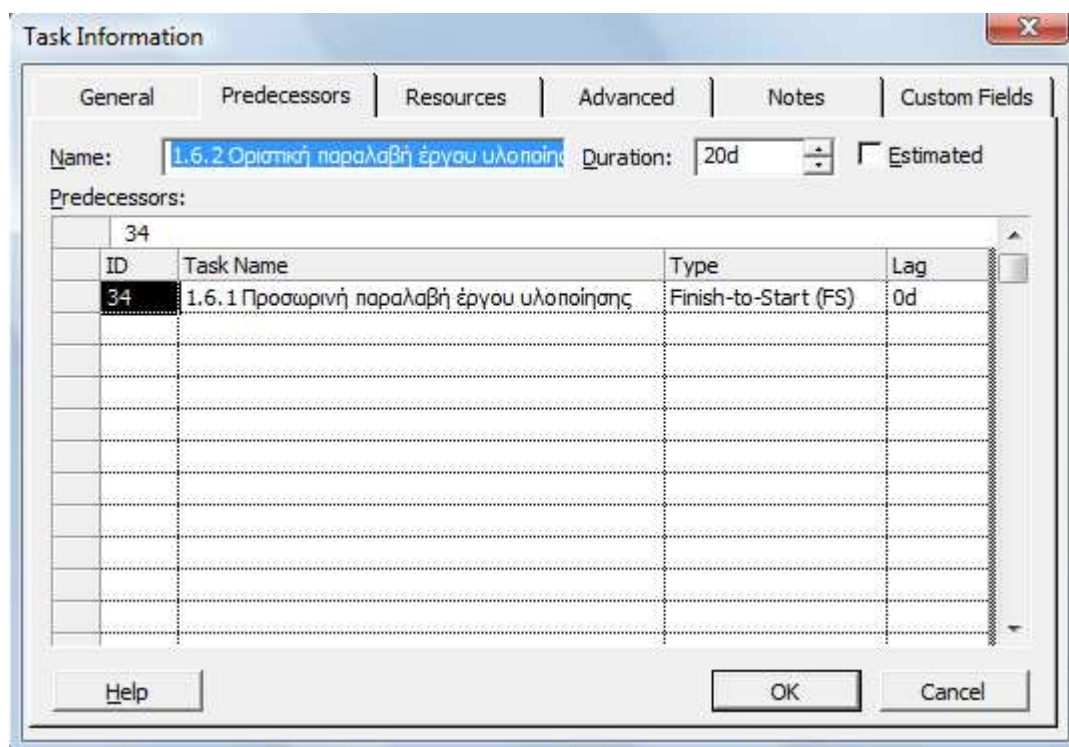 Task Information
General Predecessors Resources Advanced Notes Custom Fields
Name: 1.6.2 Οριστική παραλαβή έργου Duration: 20d Estimated
Predecessors:
34
ID Task Name Type Lag
34 1.6.1 Προσωρινή παραλαβή έργου υλοποίησης Finish-to-Start (FS) 0d
Help OK Cancel